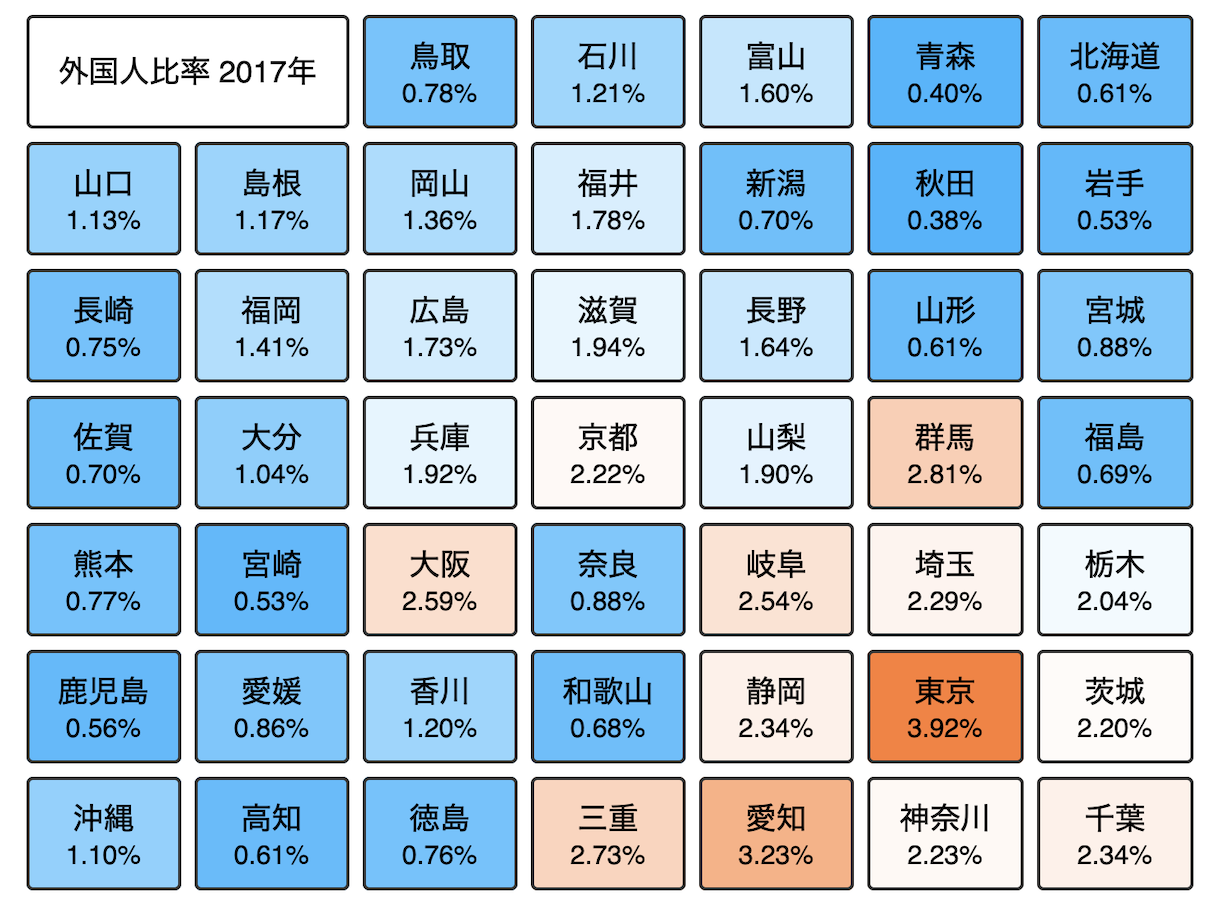 外国人比率 2017年
鳥取
0.78%
石川
1.21%
富山
1.60%
青森
0.40%
北海道
0.61%
山口
1.13%
島根
1.17%
岡山
1.36%
福井
1.78%
新潟
0.70%
秋田
0.38%
岩手
0.53%
長崎
0.75%
福岡
1.41%
広島
1.73%
滋賀
1.94%
長野
1.64%
山形
0.61%
宮城
0.88%
佐賀
0.70%
大分
1.04%
兵庫
1.92%
京都
2.22%
山梨
1.90%
群馬
2.81%
福島
0.69%
熊本
0.77%
宮崎
0.53%
大阪
2.59%
奈良
0.88%
岐阜
2.54%
埼玉
2.29%
栃木
2.04%
鹿児島
0.56%
愛媛
0.86%
香川
1.20%
和歌山
0.68%
静岡
2.34%
東京
3.92%
茨城
2.20%
沖縄
1.10%
高知
0.61%
徳島
0.76%
三重
2.73%
愛知
3.23%
神奈川
2.23%
千葉
2.34%